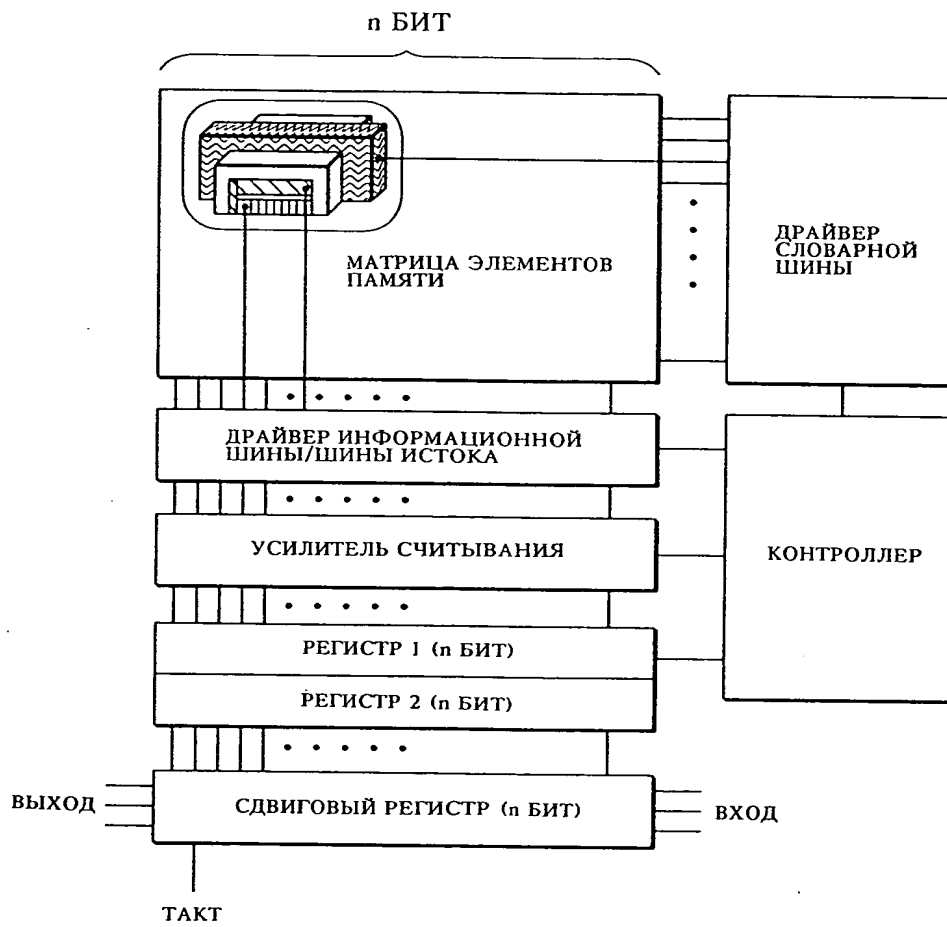 n БИТ
МАТРИЦА ЭЛЕМЕНТОВ
ПАМЯТИ
ДРАЙВЕР
СЛОВАРНОЙ
ШИНЫ
ДРАЙВЕР ИНФОРМАЦИОННОЙ
ШИНЫ/ШИНЫ ИСТОКА
УСИЛИТЕЛЬ СЧИТЫВАНИЯ
КОНТРОЛЛЕР
РЕГИСТР 1 (n БИТ)
РЕГИСТР 2 (n БИТ)
ВЫХОД
СДВИГОВЫЙ РЕГИСТР (n БИТ)
ВХОД
ТАКТ